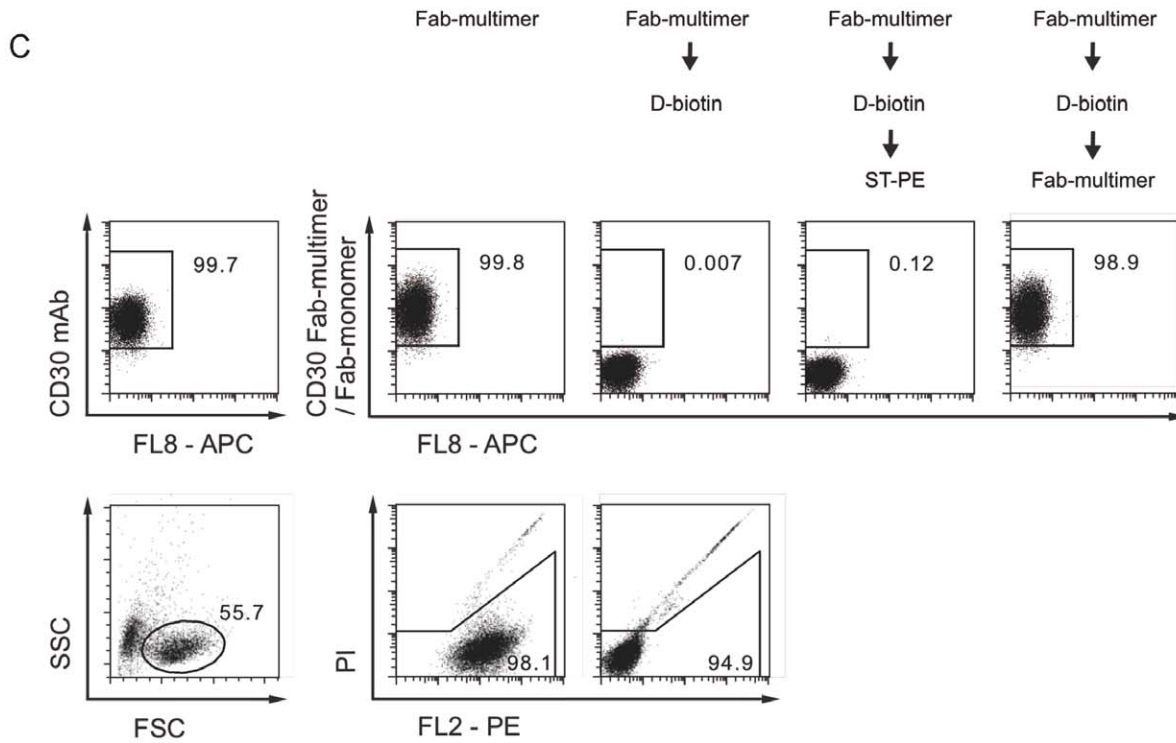 C
Fab-multimer
Fab-multimer
D-biotin
Fab-multimer
D-biotin
ST-PE
Fab-multimer
D-biotin
Fab-multimer
CD30 mAb
99.7
FL8 - APC
CD30 Fab-multimer
/ Fab-monomer
99.8
0.007
0.12
98.9
FL8 - APC
SSC
55.7
FSC
PI
98.1
94.9
FL2 - PE